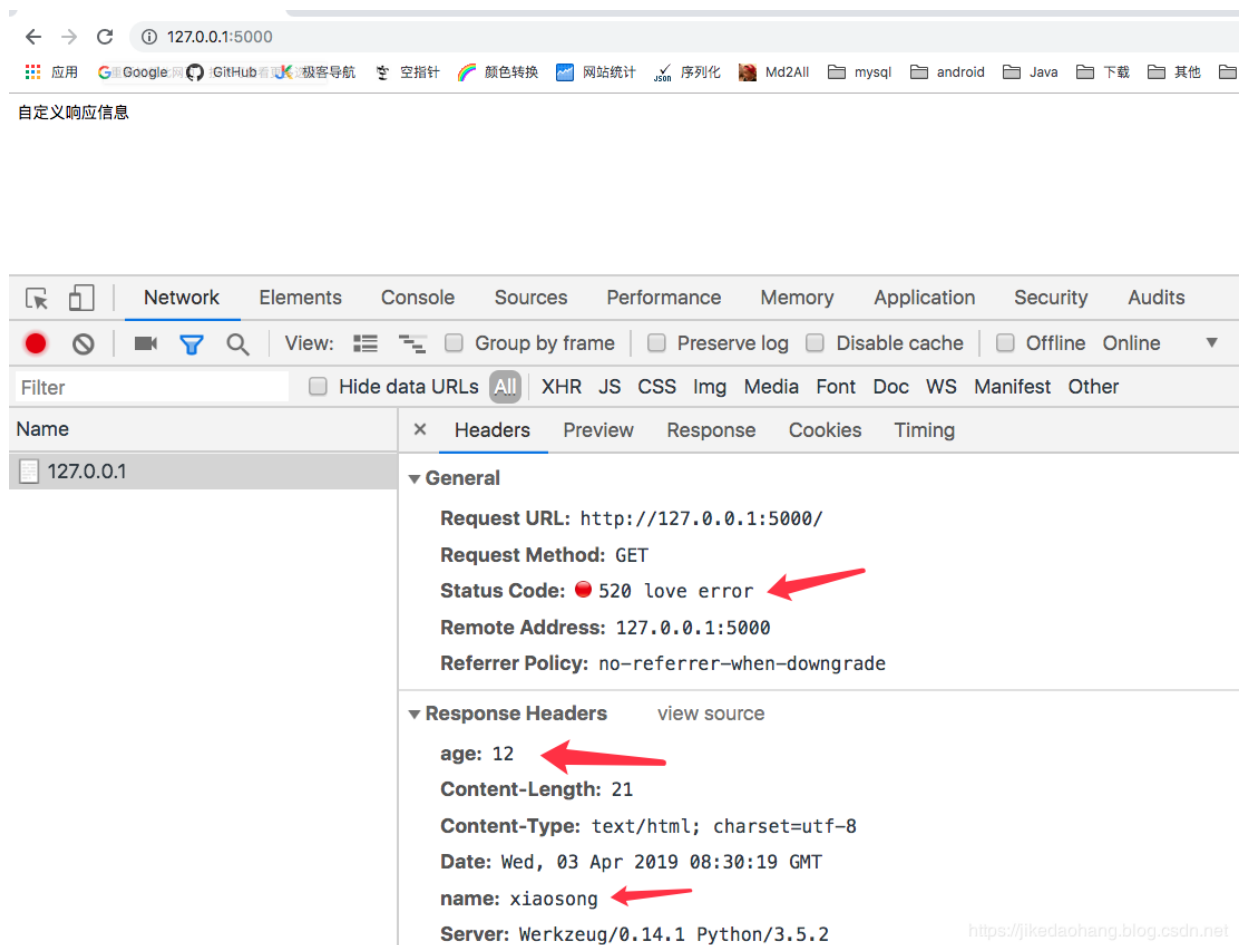 127.0.0.1:5000
应用 Google GitHub 极客导航 空指针 颜色转换 网站统计 JSON 序列化 Md2All mysql android Java 下载 其他
自定义响应信息
Network Elements Console Sources Performance Memory Application Security Audits
View: Group by frame Preserve log Disable cache Offline Online
Filter Hide data URLs All XHR JS CSS Img Media Font Doc WS Manifest Other
Name
Headers Preview Response Cookies Timing
127.0.0.1
General
Request URL: http://127.0.0.1:5000/
Request Method: GET
Status Code: 520 love error
Remote Address: 127.0.0.1:5000
Referrer Policy: no-referrer-when-downgrade
Response Headers view source
age: 12
Content-Length: 21
Content-Type: text/html; charset=utf-8
Date: Wed, 03 Apr 2019 08:30:19 GMT
name: xiaosong
Server: Werkzeug/0.14.1 Python/3.5.2
https://jikedaohang.blog.csdn.net